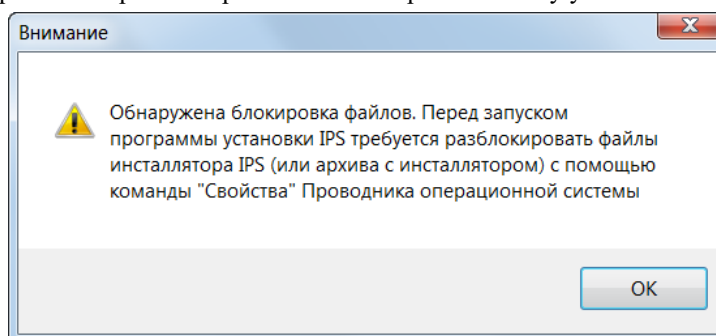 Внимание
Обнаружена блокировка файлов. Перед запуском
программы установки IPS требуется разблокировать файлы
инсталлятора IPS (или архива с инсталлятором) с помощью
команды "Свойства" Проводника операционной системы
OK